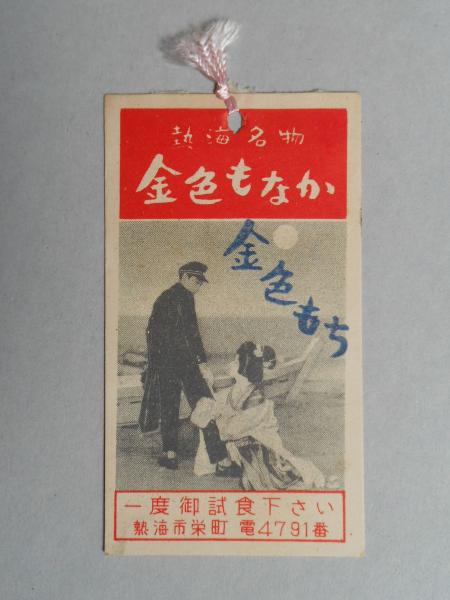 熱海名物
金色もなか
金色もち
一度御試食下さい
熱海市栄町 電4791番